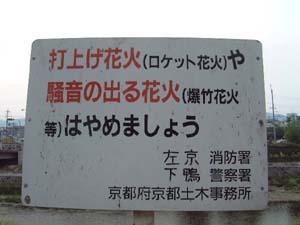 打上げ花火(ロケット花火)や
騒音の出る花火(爆竹花火
等)はやめましょう
左京 消防署
下鴨 警察署
京都府京都土木事務所